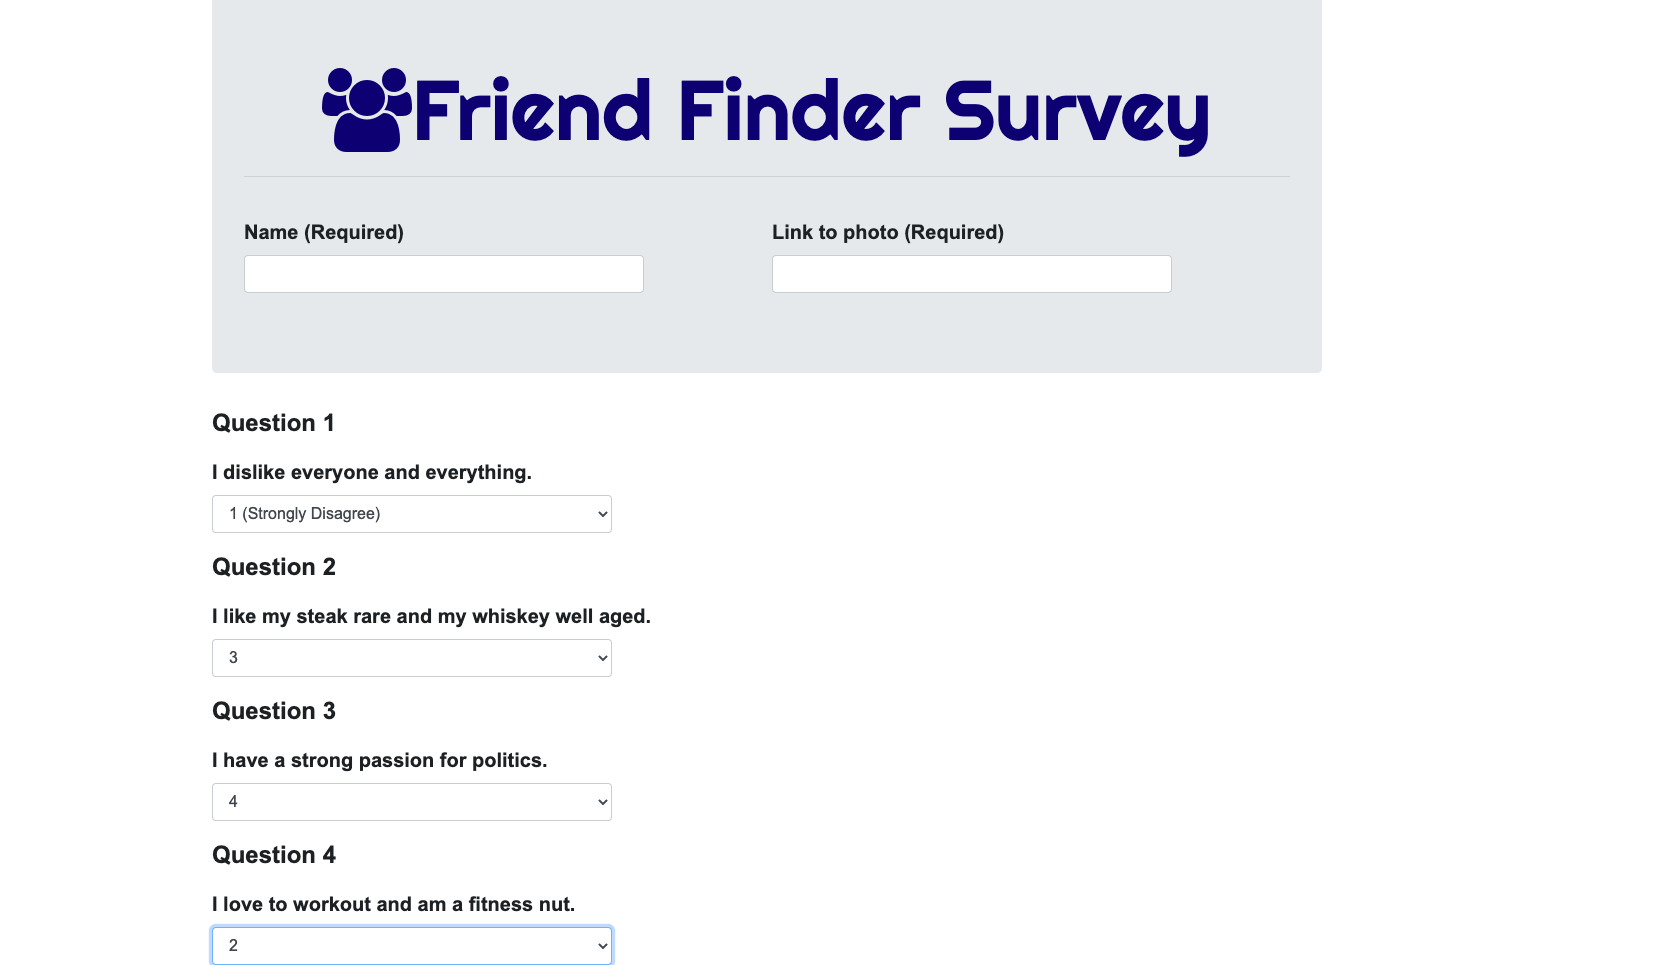 Friend Finder Survey
Name (Required)
Link to photo (Required)
Question 1
I dislike everyone and everything.
1 (Strongly Disagree)
Question 2
I like my steak rare and my whiskey well aged.
3
Question 3
I have a strong passion for politics.
4
Question 4
I love to workout and am a fitness nut.
2